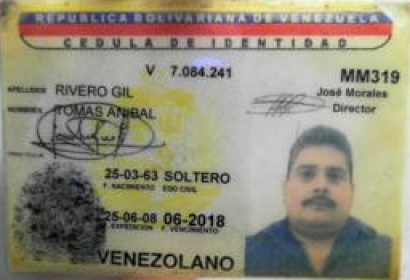 REPUBLICA BOLIVARIANA DE VENEZUELA
CEDULA DE IDENTIDAD
V 7.084.241
MM319
APELLIDOS RIVERO GIL
José Morales
Director
NOMBRES TOMAS ANIBAL
25-03-63 SOLTERO
F. NACIMIENTO EDO CIVIL
25-06-08 06-2018
F. EXPEDICION F. VENCIMIENTO
VENEZOLANO